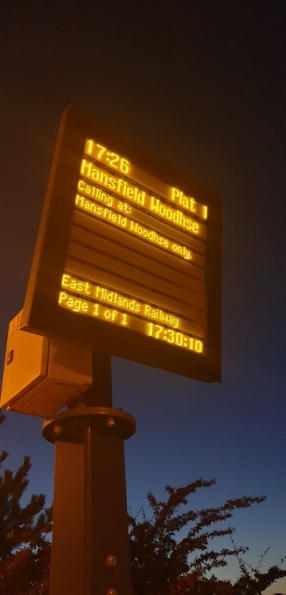 17:26 Plat 1
Mansfield Woodhse
Calling at:
Mansfield Woodhse only.
East Midlands Railway
Page 1 of 1 17:30:10